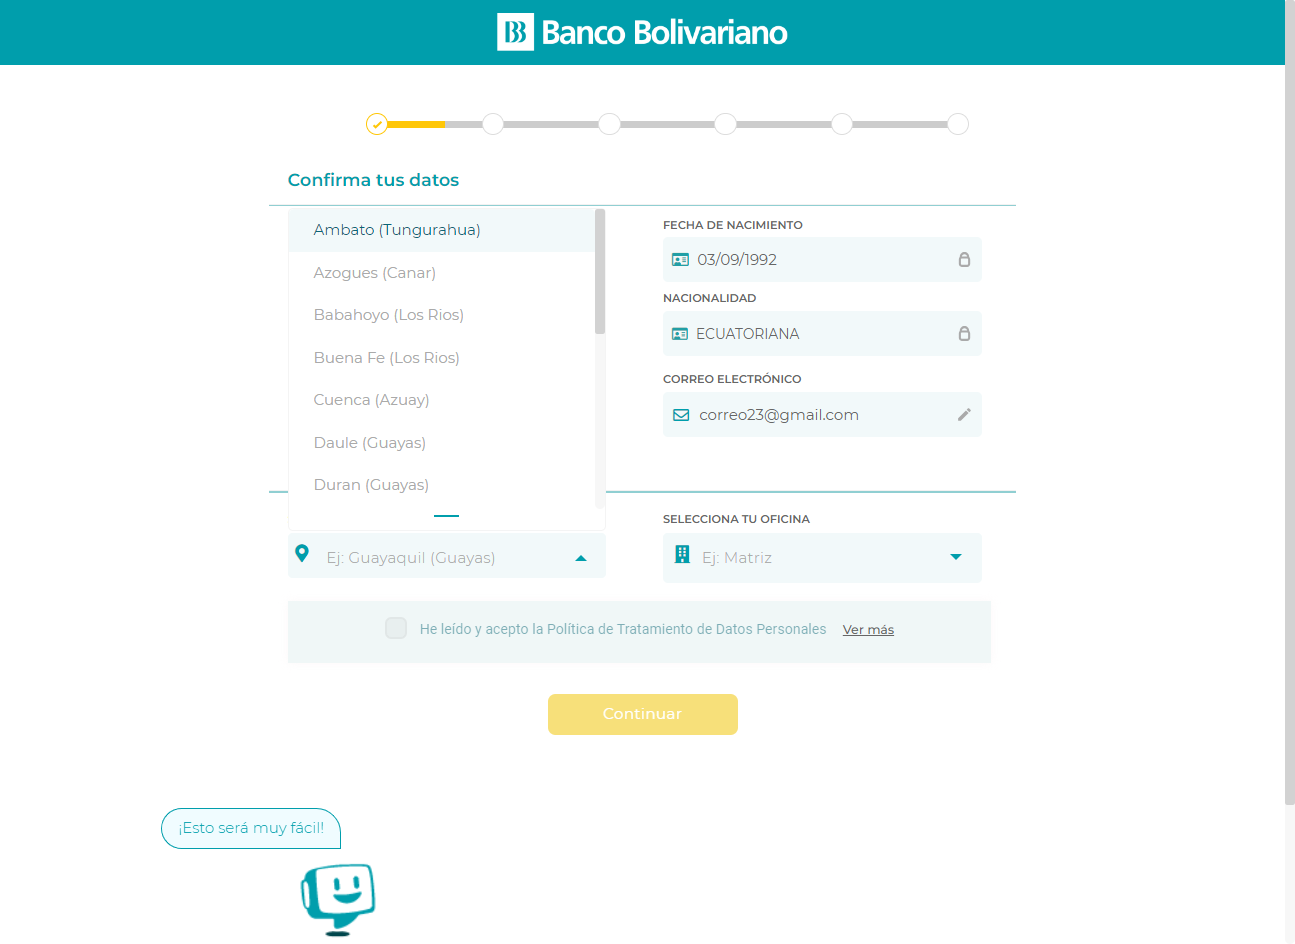 Banco Bolivariano
Confirma tus datos
Ambato (Tungurahua)
Azogues (Canar)
Babahoyo (Los Rios)
Buena Fe (Los Rios)
Cuenca (Azuay)
Daule (Guayas)
Duran (Guayas)
Ej: Guayaquil (Guayas)
FECHA DE NACIMIENTO
03/09/1992
NACIONALIDAD
ECUATORIANA
CORREO ELECTRÓNICO
correo23@gmail.com
SELECCIONA TU OFICINA
Ej: Matriz
He leído y acepto la Política de Tratamiento de Datos Personales Ver más
Continuar
¡Esto será muy fácil!